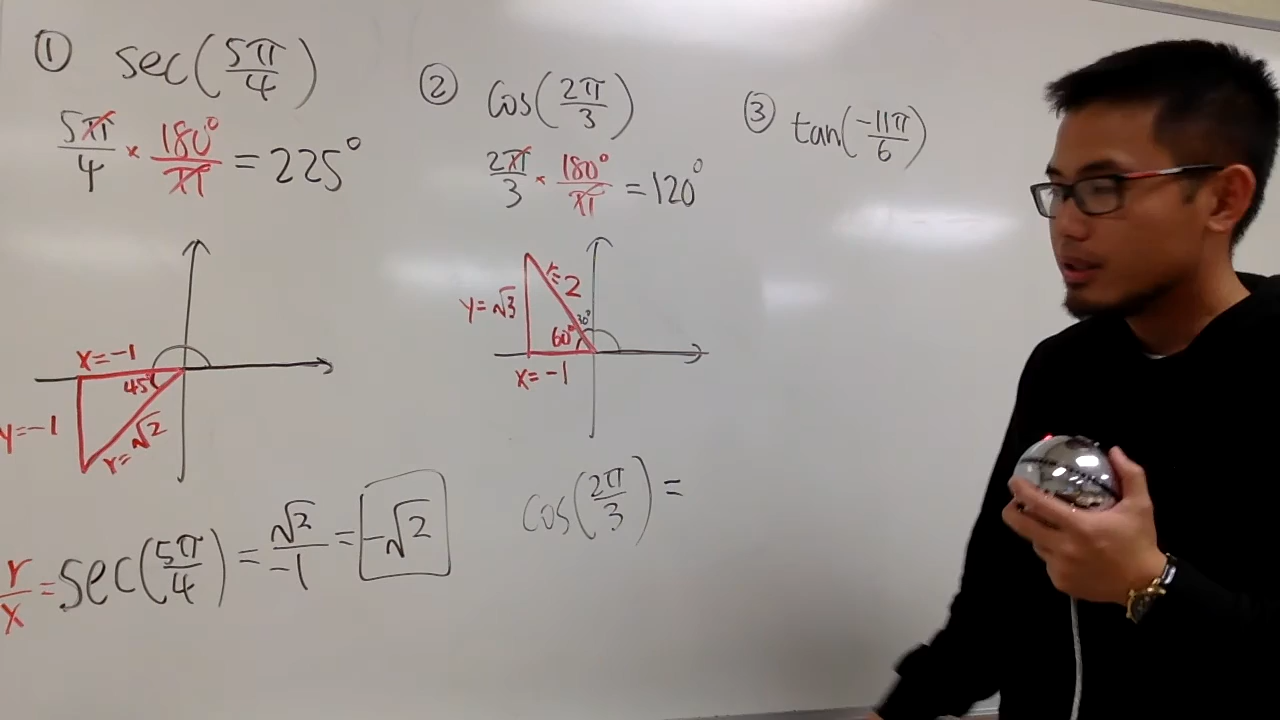 ① sec(5π/4)
5π/4 × 180°/π = 225°
x=-1
45°
y=-1
r=√2
r/x = sec(5π/4) = √2/-1 = -√2
② cos(2π/3)
2π/3 × 180°/π = 120°
y=√3
r=2
30°
60°
x=-1
cos(2π/3) =
③ tan(-11π/6)